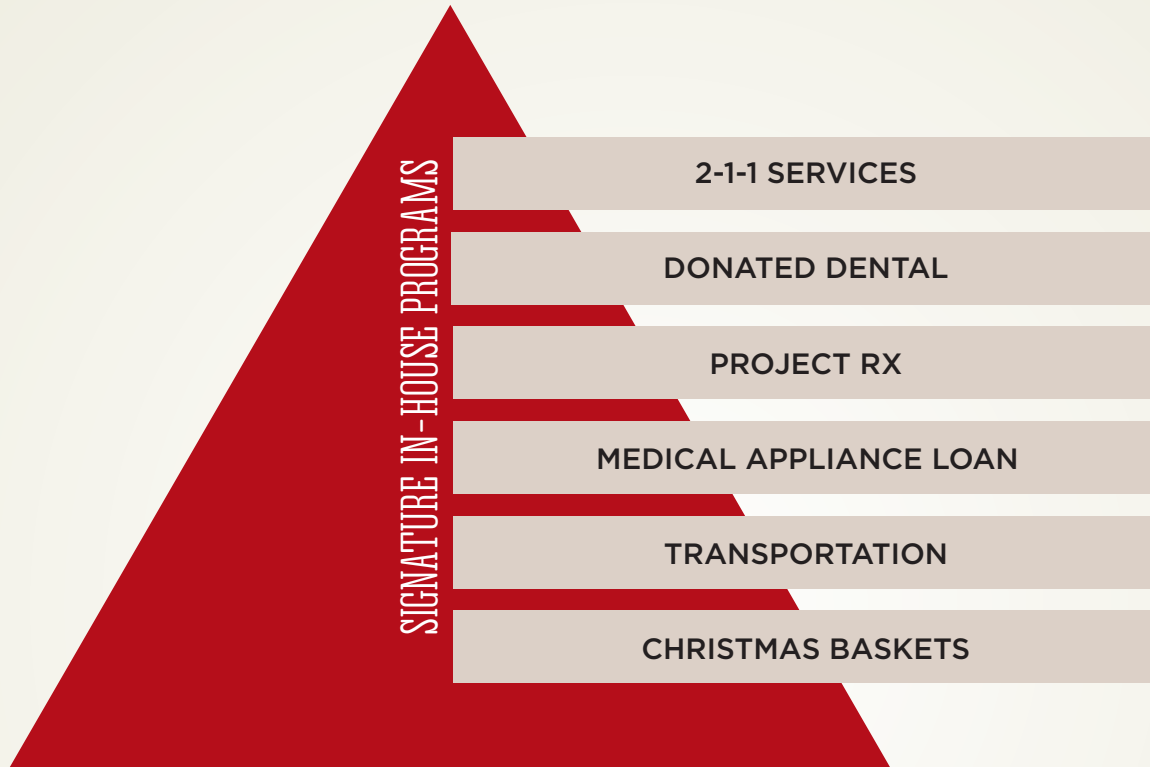 SIGNATURE IN-HOUSE PROGRAMS
2-1-1 SERVICES
DONATED DENTAL
PROJECT RX
MEDICAL APPLIANCE LOAN
TRANSPORTATION
CHRISTMAS BASKETS